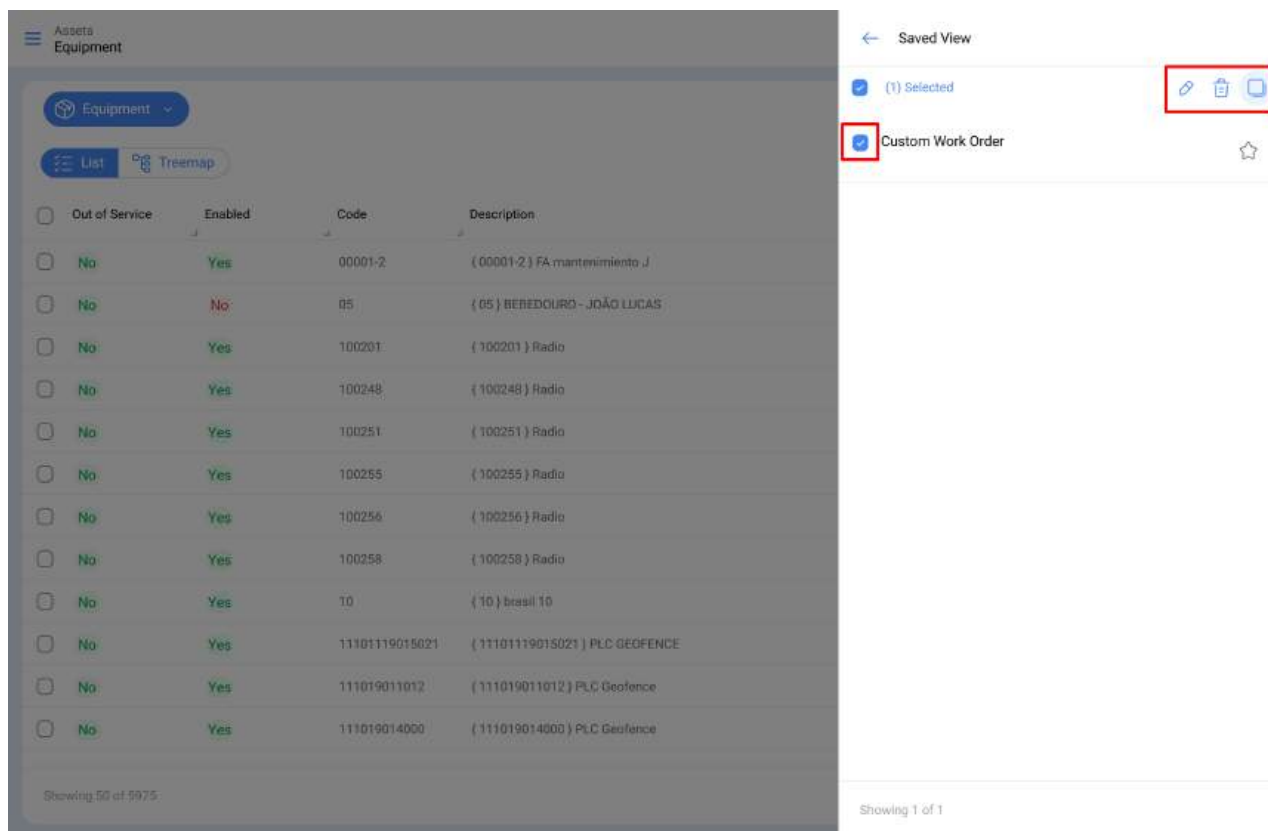 Assets
Equipment
Equipment
List Treemap
Out of Service Enabled Code Description
No Yes 00001-2 { 00001-2 } FA mantenimiento J
No No 05 { 05 } BEBEDOURO - JOÃO LUCAS
No Yes 100201 { 100201 } Radio
No Yes 100248 { 100248 } Radio
No Yes 100251 { 100251 } Radio
No Yes 100255 { 100255 } Radio
No Yes 100256 { 100256 } Radio
No Yes 100258 { 100258 } Radio
No Yes 10 { 10 } brasil 10
No Yes 11101119015021 { 11101119015021 } PLC GEOFENCE
No Yes 111019011012 { 111019011012 } PLC Geofence
No Yes 111019014000 { 111019014000 } PLC Geofence
Showing 50 of 5975
Saved View
(1) Selected
Custom Work Order
Showing 1 of 1